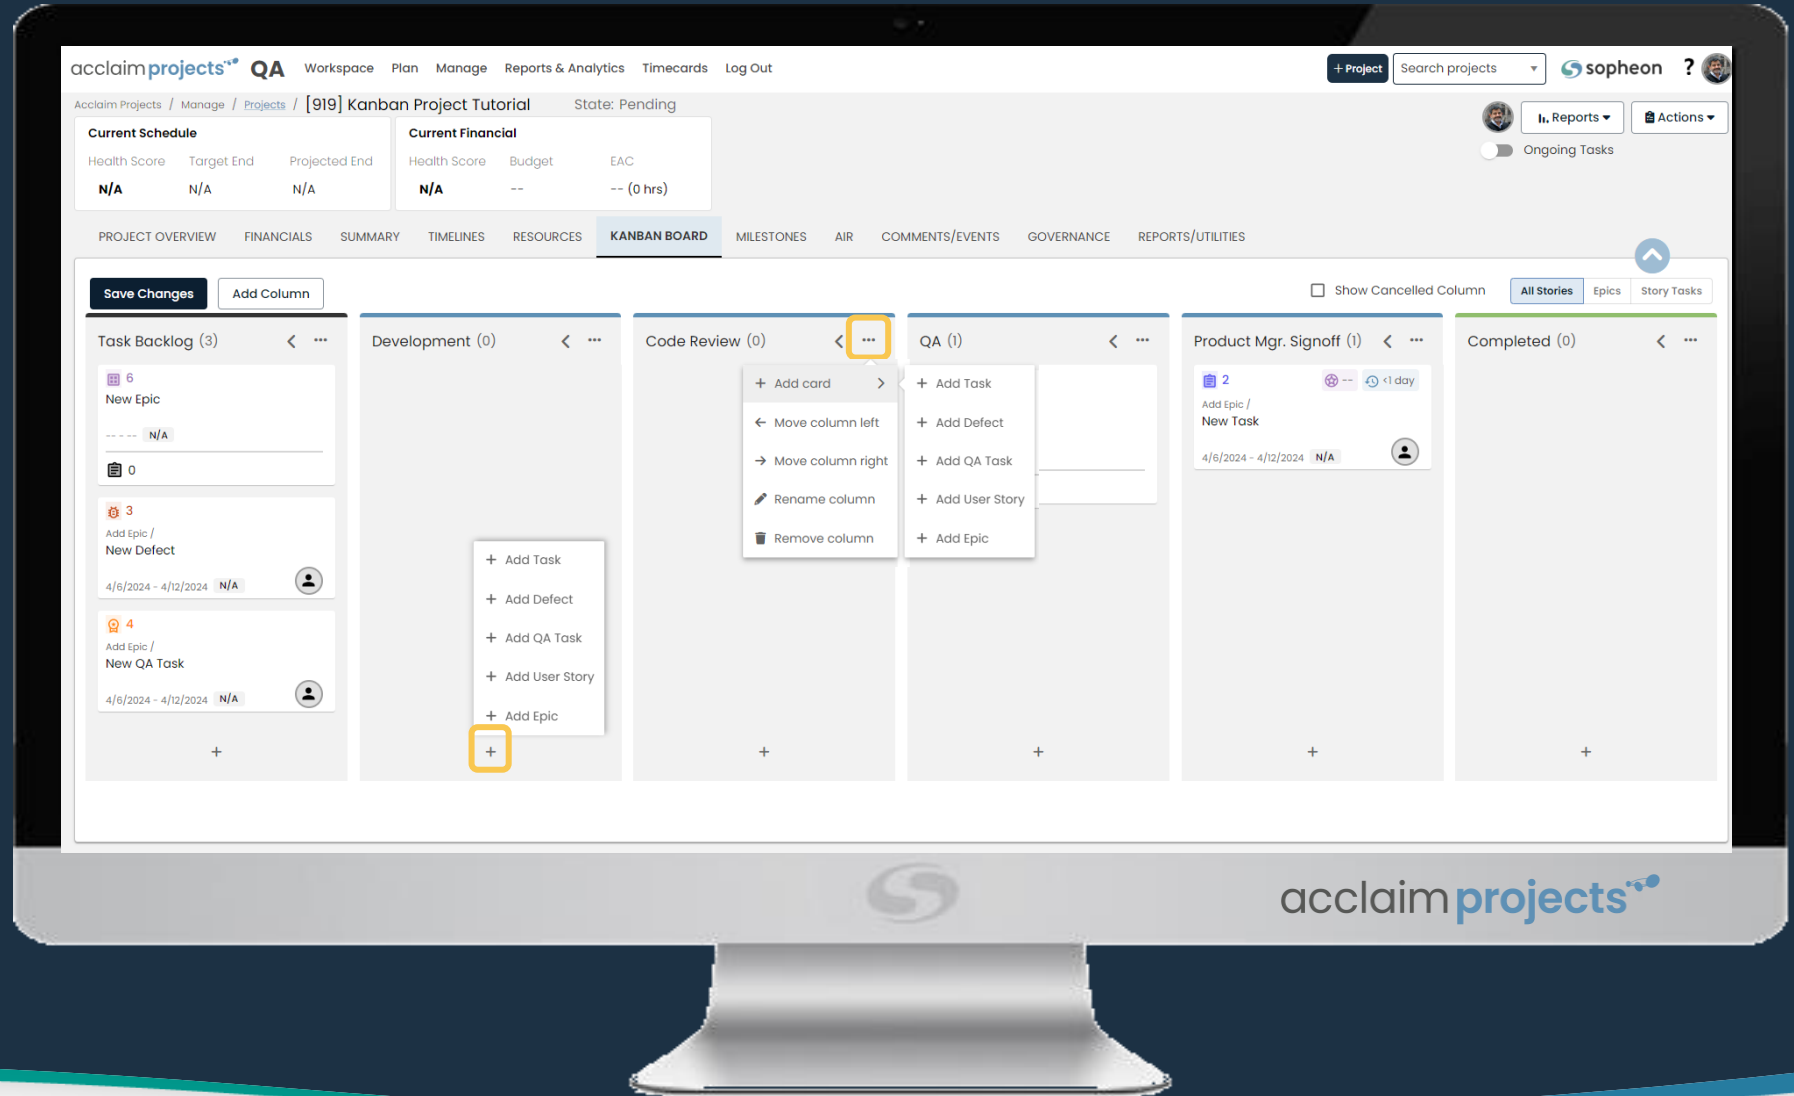 acclaim projects QA Workspace Plan Manage Reports & Analytics Timecards Log Out + Project Search projects sopheon ?
Acclaim Projects / Manage / Projects / [919] Kanban Project Tutorial State: Pending
Reports Actions
Ongoing Tasks
Current Schedule
Health Score Target End Projected End
N/A N/A N/A
Current Financial
Health Score Budget EAC
N/A -- -- (0 hrs)
PROJECT OVERVIEW FINANCIALS SUMMARY TIMELINES RESOURCES KANBAN BOARD MILESTONES AIR COMMENTS/EVENTS GOVERNANCE REPORTS/UTILITIES
Save Changes Add Column Show Cancelled Column All Stories Epics Story Tasks
Task Backlog (3) ···
6
New Epic
-- - -- N/A
0
3
Add Epic /
New Defect
4/6/2024 - 4/12/2024 N/A
4
Add Epic /
New QA Task
4/6/2024 - 4/12/2024 N/A
+
Development (0) ···
+ Add Task
+ Add Defect
+ Add QA Task
+ Add User Story
+ Add Epic
+
Code Review (0) ···
+ Add card
← Move column left
→ Move column right
Rename column
Remove column
+
QA (1) ···
+ Add Task
+ Add Defect
+ Add QA Task
+ Add User Story
+ Add Epic
+
Product Mgr. Signoff (1) ···
2 -- <1 day
Add Epic /
New Task
4/6/2024 - 4/12/2024 N/A
+
Completed (0) ···
+
acclaim projects